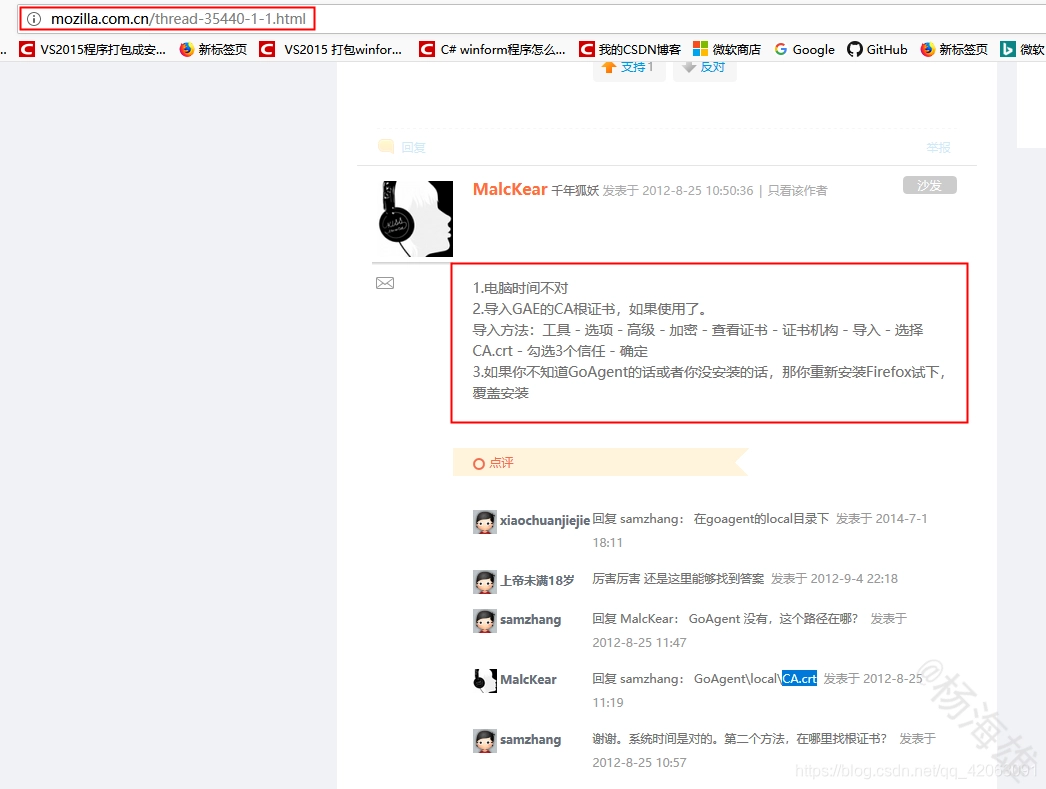 mozilla.com.cn/thread-35440-1-1.html
... VS2015程序打包成安... 新标签页 VS2015 打包winfor... C# winform程序怎么... 我的CSDN博客 微软商店 Google GitHub 新标签页 微软
支持 1 反对
回复 举报
MalcKear 千年狐妖 发表于 2012-8-25 10:50:36 | 只看该作者 沙发
KISS
1.电脑时间不对
2.导入GAE的CA根证书，如果使用了。
导入方法：工具 - 选项 - 高级 - 加密 - 查看证书 - 证书机构 - 导入 - 选择
CA.crt - 勾选3个信任 - 确定
3.如果你不知道GoAgent的话或者你没安装的话，那你重新安装Firefox试下，
覆盖安装
点评
xiaochuanjiejie 回复 samzhang： 在goagent的local目录下 发表于 2014-7-1
18:11
上帝未满18岁 厉害厉害 还是这里能够找到答案 发表于 2012-9-4 22:18
samzhang 回复 MalcKear： GoAgent 没有，这个路径在哪？ 发表于
2012-8-25 11:47
MalcKear 回复 samzhang： GoAgent\local\CA.crt 发表于 2012-8-25
11:19
samzhang 谢谢。系统时间是对的。第二个方法，在哪里找根证书？ 发表于
2012-8-25 10:57
@杨海雄